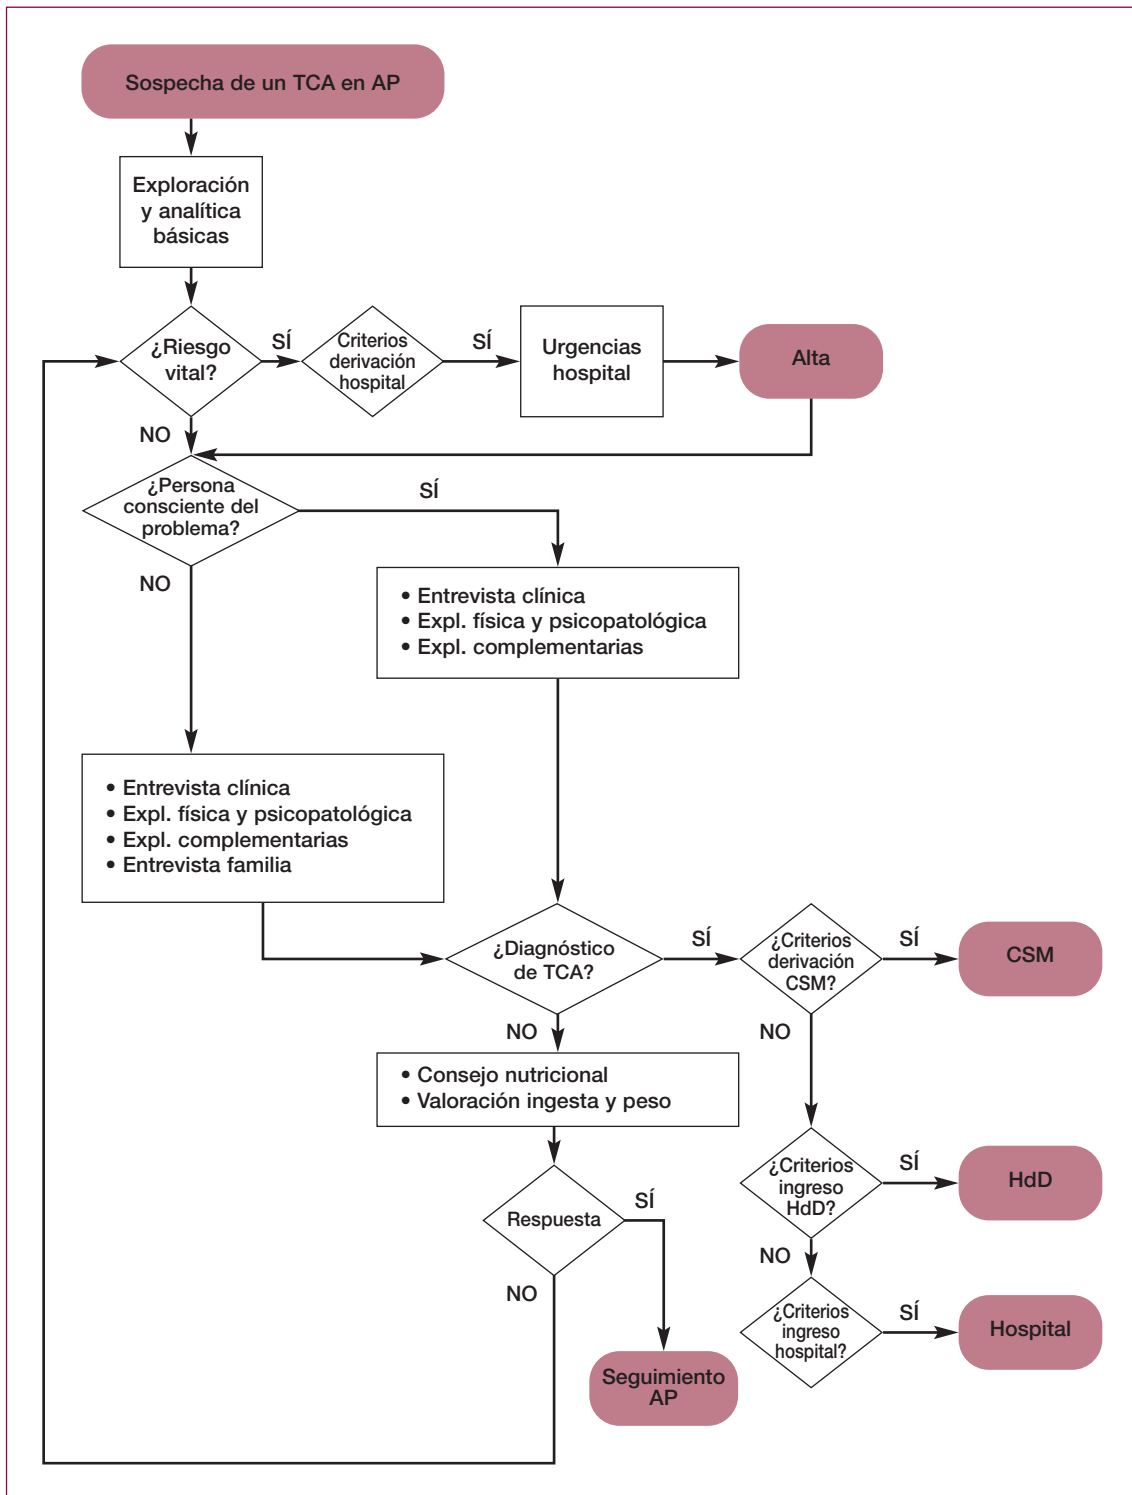 Sospecha de un TCA en AP
Exploración
y analítica
básicas
¿Riesgo
vital?
SÍ
Criterios
derivación
hospital
SÍ
Urgencias
hospital
Alta
NO
¿Persona
consciente del
problema?
SÍ
NO
• Entrevista clínica
• Expl. física y psicopatológica
• Expl. complementarias
• Entrevista clínica
• Expl. física y psicopatológica
• Expl. complementarias
• Entrevista familia
¿Diagnóstico
de TCA?
SÍ
¿Criterios
derivación
CSM?
SÍ
CSM
NO
NO
• Consejo nutricional
• Valoración ingesta y peso
¿Criterios
ingreso
HdD?
SÍ
HdD
Respuesta
SÍ
NO
NO
¿Criterios
ingreso
hospital?
SÍ
Hospital
Seguimiento
AP